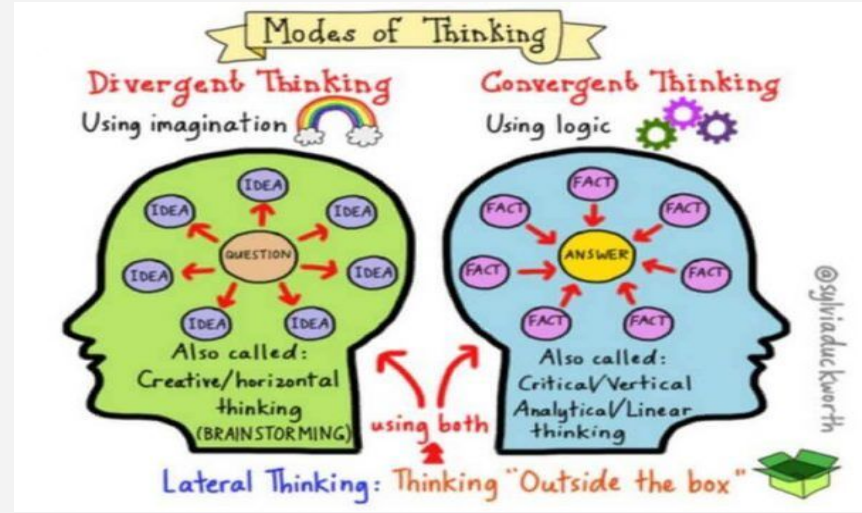 Modes of Thinking
Divergent Thinking
Using imagination
IDEA
IDEA
IDEA
IDEA
QUESTION
IDEA
IDEA
IDEA
Also called:
Creative/horizontal
thinking
(BRAINSTORMING)
Convergent Thinking
Using logic
FACT
FACT
FACT
FACT
ANSWER
FACT
FACT
FACT
Also called:
Critical/Vertical
Analytical/Linear
thinking
using both
Lateral Thinking: Thinking "Outside the box"
@sylviaduckworth